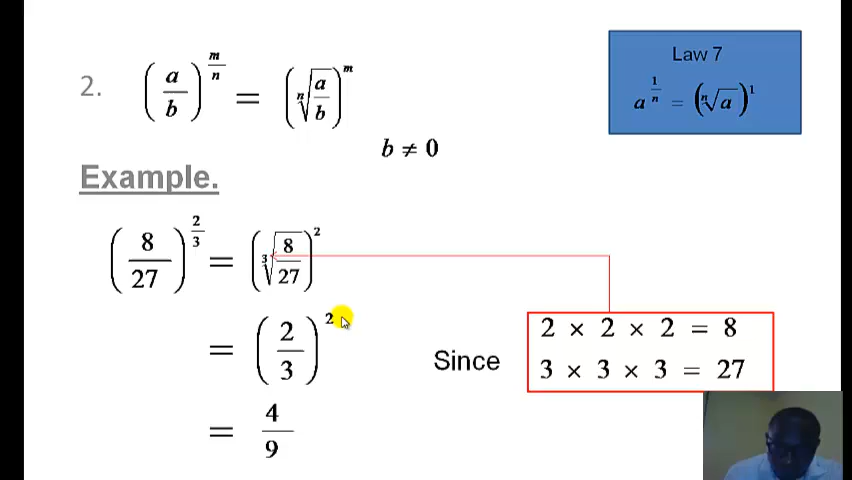 2. (a/b)^(m/n) = (ⁿ√(a/b))^m
b ≠ 0
Law 7
a^(1/n) = (ⁿ√a)^1
Example.
(8/27)^(2/3) = (³√(8/27))^2
= (2/3)^2
Since
2 × 2 × 2 = 8
3 × 3 × 3 = 27
= 4/9